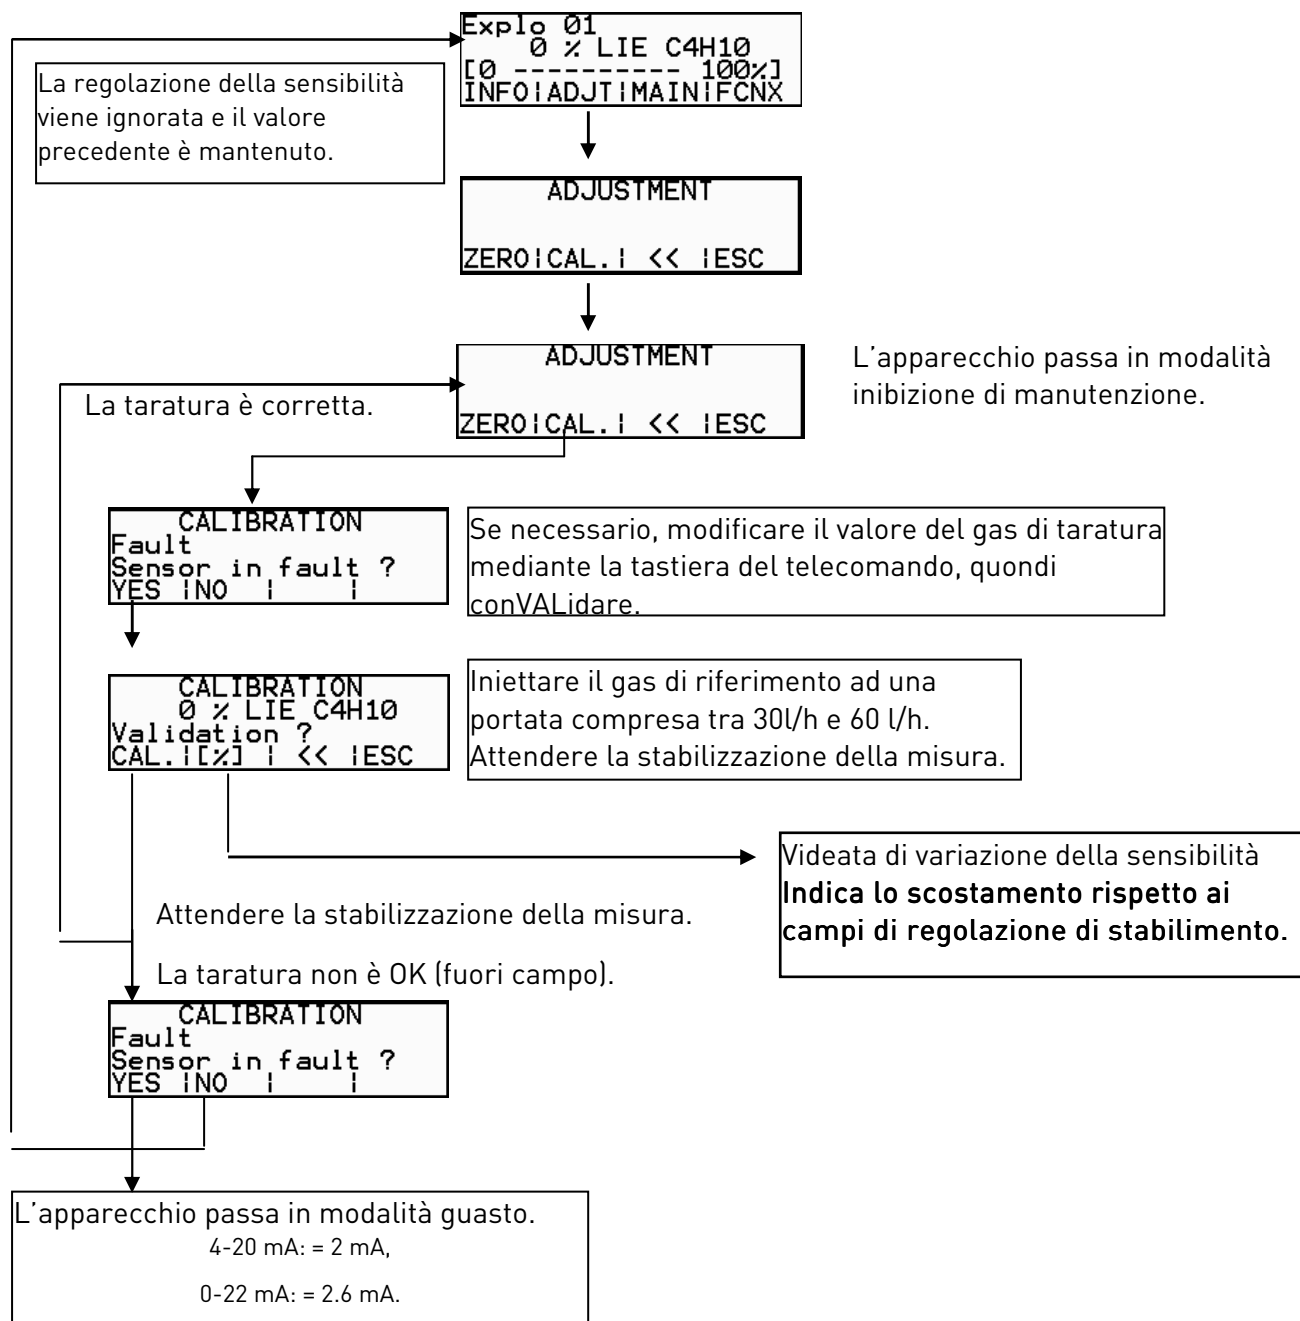 Explo 01
0 % LIE C4H10
[0 ----------- 100%]
INFO¦ADJT¦MAIN¦FCNX
La regolazione della sensibilità
viene ignorata e il valore
precedente è mantenuto.
ADJUSTMENT
ZERO¦CAL.¦ << ¦ESC
ADJUSTMENT
ZERO¦CAL.¦ << ¦ESC
L'apparecchio passa in modalità
inibizione di manutenzione.
La taratura è corretta.
CALIBRATION
Fault
Sensor in fault ?
YES ¦NO ¦ ¦
Se necessario, modificare il valore del gas di taratura
mediante la tastiera del telecomando, quondi
conVALidare.
CALIBRATION
0 % LIE C4H10
Validation ?
CAL.¦[%] ¦ << ¦ESC
Iniettare il gas di riferimento ad una
portata compresa tra 30l/h e 60 l/h.
Attendere la stabilizzazione della misura.
Videata di variazione della sensibilità
Indica lo scostamento rispetto ai
campi di regolazione di stabilimento.
Attendere la stabilizzazione della misura.
La taratura non è OK (fuori campo).
CALIBRATION
Fault
Sensor in fault ?
YES ¦NO ¦ ¦
L'apparecchio passa in modalità guasto.
4-20 mA: = 2 mA,
0-22 mA: = 2.6 mA.